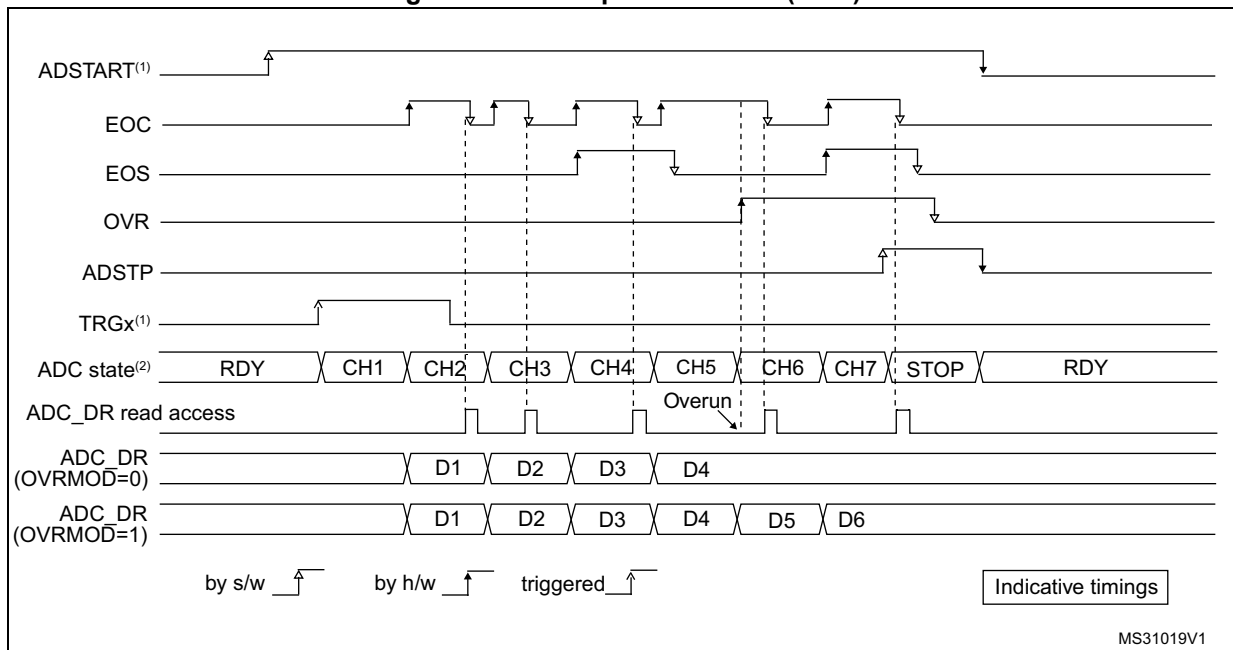 ADSTART(1)
EOC
EOS
OVR
ADSTP
TRGx(1)
ADC state(2) RDY CH1 CH2 CH3 CH4 CH5 CH6 CH7 STOP RDY
ADC_DR read access Overun
ADC_DR (OVRMOD=0) D1 D2 D3 D4
ADC_DR (OVRMOD=1) D1 D2 D3 D4 D5 D6
by s/w by h/w triggered Indicative timings
MS31019V1